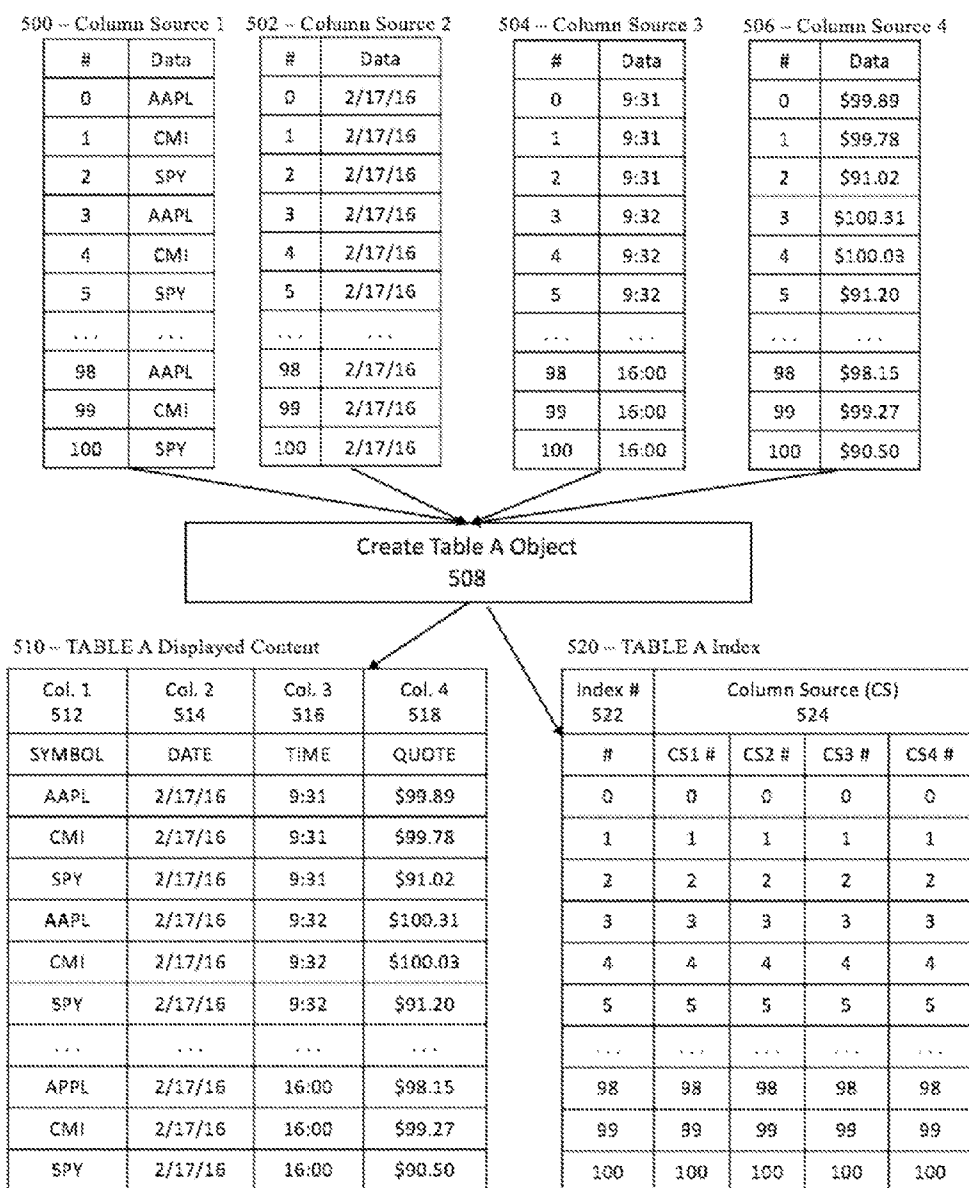 500 – Column Source 1 502 – Column Source 2 504 – Column Source 3 506 – Column Source 4
# Data # Data # Data # Data
0 AAPL 0 2/17/16 0 9:31 0 $99.89
1 CMI 1 2/17/16 1 9:31 1 $99.78
2 SPY 2 2/17/16 2 9:31 2 $91.02
3 AAPL 3 2/17/16 3 9:32 3 $100.31
4 CMI 4 2/17/16 4 9:32 4 $100.03
5 SPY 5 2/17/16 5 9:32 5 $91.20
... ... ... ... ... ... ... ...
98 AAPL 98 2/17/16 98 16:00 98 $98.15
99 CMI 99 2/17/16 99 16:00 99 $99.27
100 SPY 100 2/17/16 100 16:00 100 $90.50
Create Table A Object
508
510 – TABLE A Displayed Content 520 – TABLE A Index
Col. 1 Col. 2 Col. 3 Col. 4 Index # Column Source (CS)
512 514 516 518 522 524
SYMBOL DATE TIME QUOTE # CS1 # CS2 # CS3 # CS4 #
AAPL 2/17/16 9:31 $99.89 0 0 0 0 0
CMI 2/17/16 9:31 $99.78 1 1 1 1 1
SPY 2/17/16 9:31 $91.02 2 2 2 2 2
AAPL 2/17/16 9:32 $100.31 3 3 3 3 3
CMI 2/17/16 9:32 $100.03 4 4 4 4 4
SPY 2/17/16 9:32 $91.20 5 5 5 5 5
... ... ... ... ... ... ... ... ...
APPL 2/17/16 16:00 $98.15 98 98 98 98 98
CMI 2/17/16 16:00 $99.27 99 99 99 99 99
SPY 2/17/16 16:00 $90.50 100 100 100 100 100